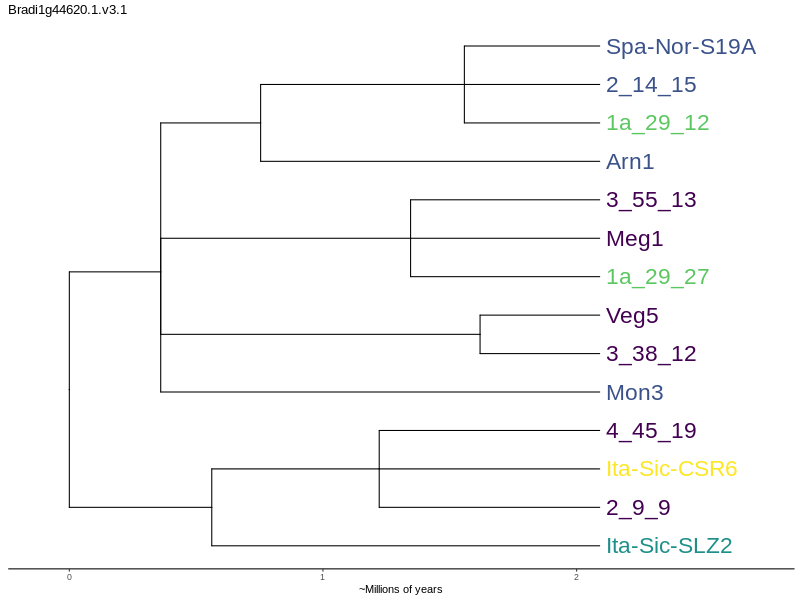 Bradi1g44620.1.v3.1
Spa-Nor-S19A
2_14_15
1a_29_12
Arn1
3_55_13
Meg1
1a_29_27
Veg5
3_38_12
Mon3
4_45_19
Ita-Sic-CSR6
2_9_9
Ita-Sic-SLZ2
0 1 2
~Millions of years